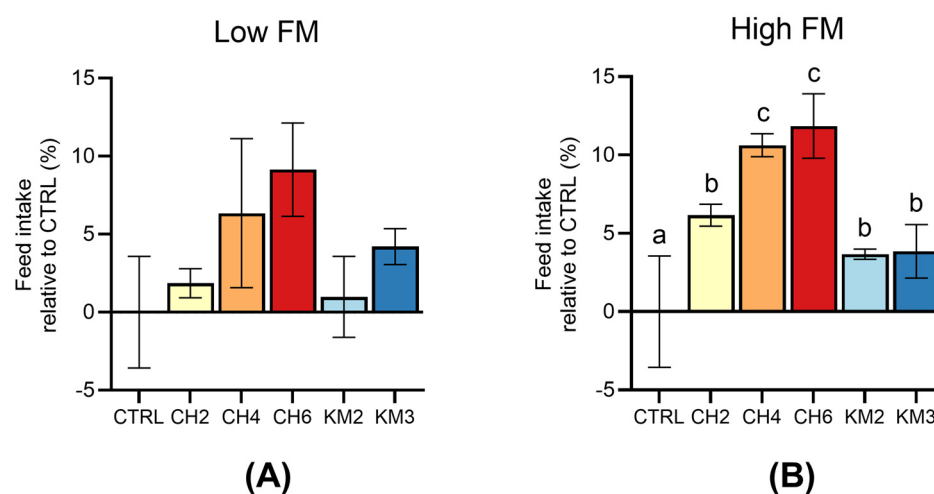 Low FM
Feed intake
relative to CTRL (%)
15
10
5
0
-5
CTRL CH2 CH4 CH6 KM2 KM3
(A)
High FM
Feed intake
relative to CTRL (%)
15
10
5
0
-5
a b c c b b
CTRL CH2 CH4 CH6 KM2 KM3
(B)